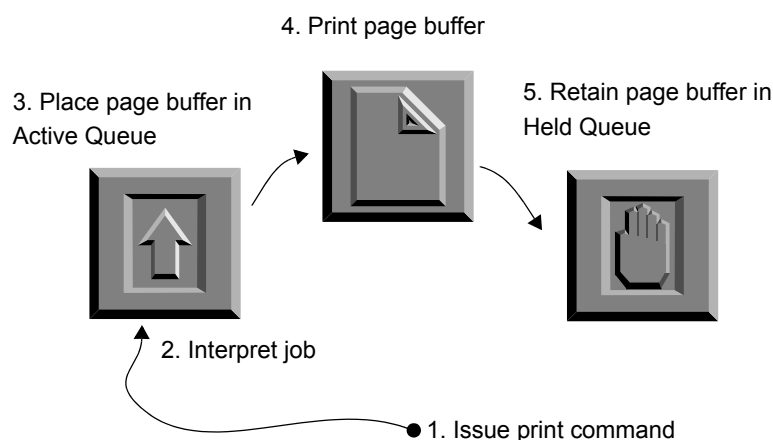 4. Print page buffer
3. Place page buffer in
Active Queue
5. Retain page buffer in
Held Queue
2. Interpret job
1. Issue print command